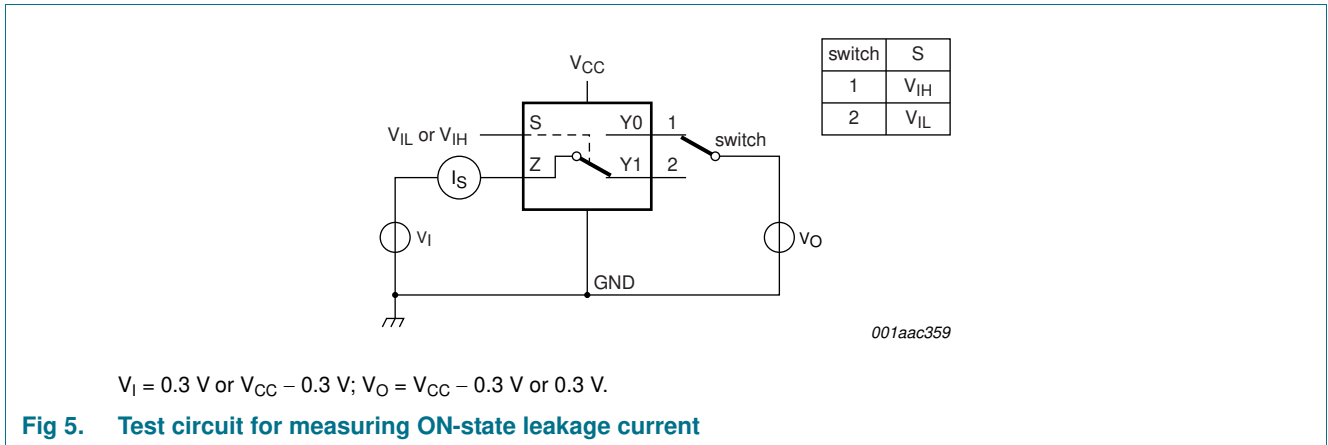 switch S
1 VIH
2 VIL
VCC
S Y0 1
VIL or VIH
switch
Z Y1 2
IS
VI
VO
GND
001aac359
VI = 0.3 V or VCC − 0.3 V; VO = VCC − 0.3 V or 0.3 V.
Fig 5. Test circuit for measuring ON-state leakage current